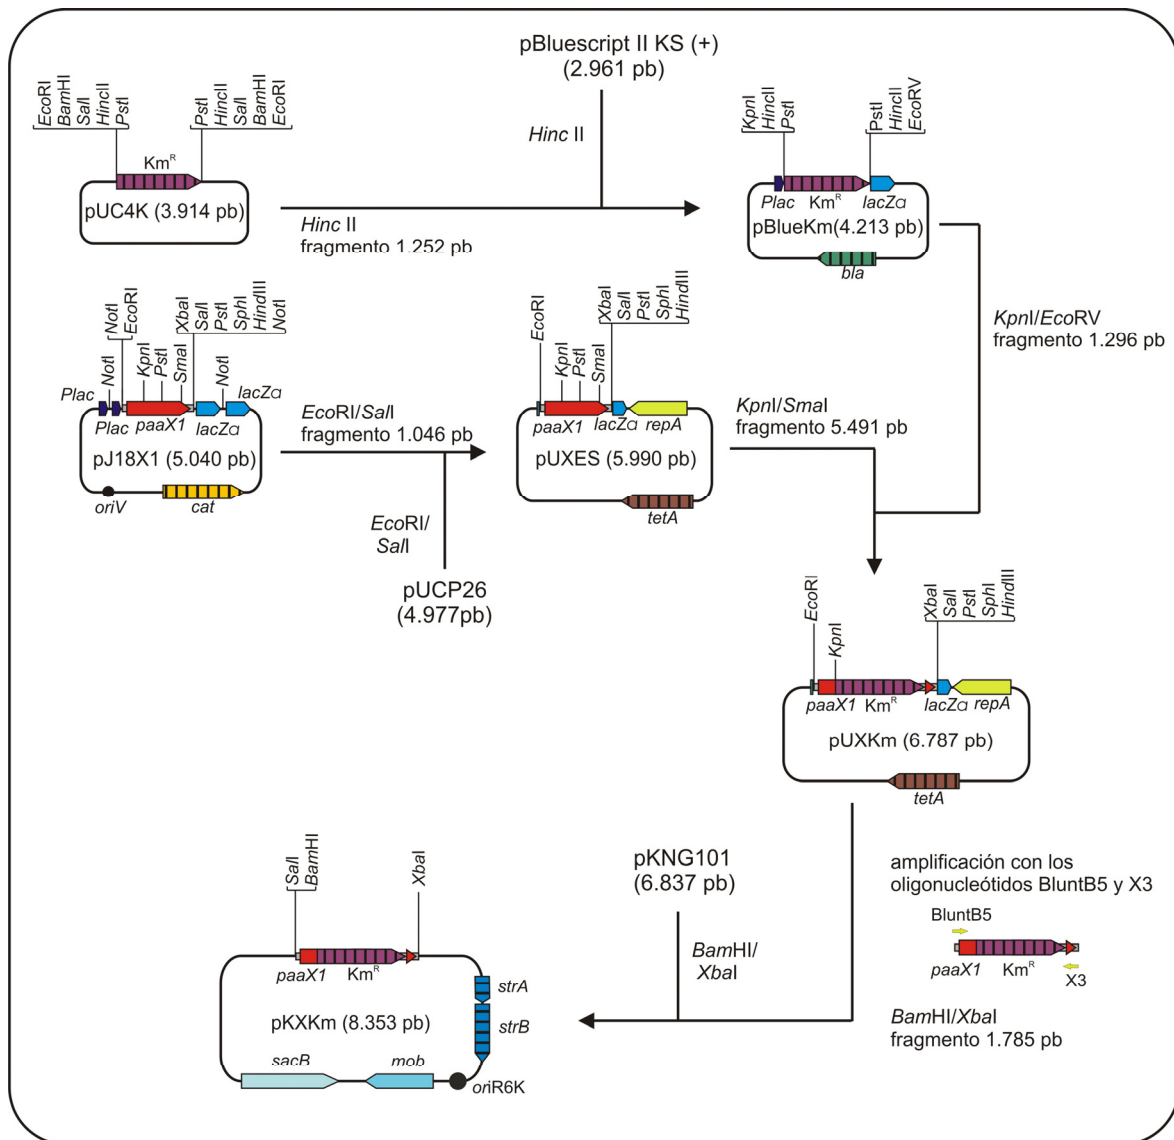 pBluescript II KS (+)
(2.961 pb)
EcoRI
BamHI
SalI
HincII
PstI
PstI
HincII
SalI
BamHI
EcoRI
KmR
pUC4K (3.914 pb)
Hinc II
Hinc II
fragmento 1.252 pb
KpnI
HincII
PstI
PstI
HincII
EcoRV
Plac
KmR
lacZα
pBlueKm(4.213 pb)
bla
KpnI/EcoRV
fragmento 1.296 pb
NotI
NotI
EcoRI
KpnI
PstI
SmaI
XbaI
SalI
PstI
SphI
HindIII
NotI
NotI
lacZα
Plac
Plac
paaX1
lacZα
pJ18X1 (5.040 pb)
oriV
cat
EcoRI/SalI
fragmento 1.046 pb
EcoRI/
SalI
pUCP26
(4.977pb)
EcoRI
KpnI
PstI
SmaI
XbaI
SalI
PstI
SphI
HindIII
paaX1
lacZα
repA
pUXES (5.990 pb)
tetA
KpnI/SmaI
fragmento 5.491 pb
EcoRI
KpnI
XbaI
SalI
PstI
SphI
HindIII
paaX1
KmR
lacZα
repA
pUXKm (6.787 pb)
tetA
amplificación con los
oligonucleótidos BluntB5 y X3
BluntB5
paaX1
KmR
X3
BamHI/XbaI
fragmento 1.785 pb
pKNG101
(6.837 pb)
BamHI/
XbaI
SalI
BamHI
XbaI
paaX1
KmR
strA
strB
pKXKm (8.353 pb)
sacB
mob
oriR6K